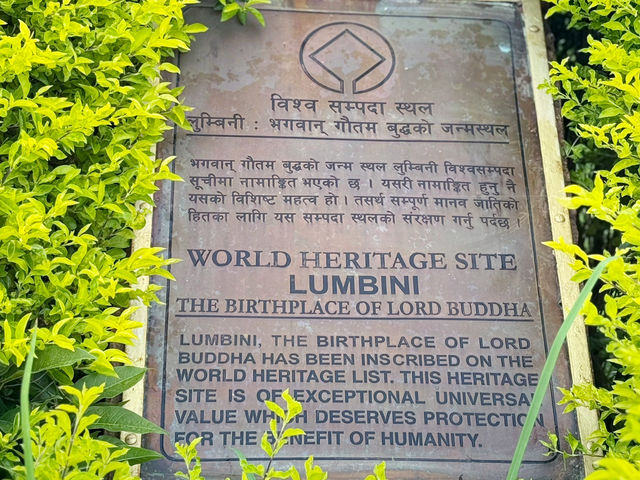 विश्व सम्पदा स्थल
लुम्बिनी : भगवान् गौतम बुद्धको जन्मस्थल
भगवान् गौतम बुद्धको जन्म स्थल लुम्बिनी विश्वसम्पदा
सूचीमा नामाङ्कित भएको छ । यसरी नामाङ्कित हुनु नै
यसको विशिष्ट महत्व हो । तसर्थ सम्पूर्ण मानव जातिको
हितका लागि यस सम्पदा स्थलको संरक्षण गर्नु पर्दछ ।
WORLD HERITAGE SITE
LUMBINI
THE BIRTHPLACE OF LORD BUDDHA
LUMBINI, THE BIRTHPLACE OF LORD
BUDDHA HAS BEEN INSCRIBED ON THE
WORLD HERITAGE LIST. THIS HERITAGE
SITE IS OF EXCEPTIONAL UNIVERSAL
VALUE WHICH DESERVES PROTECTION
FOR THE BENEFIT OF HUMANITY.